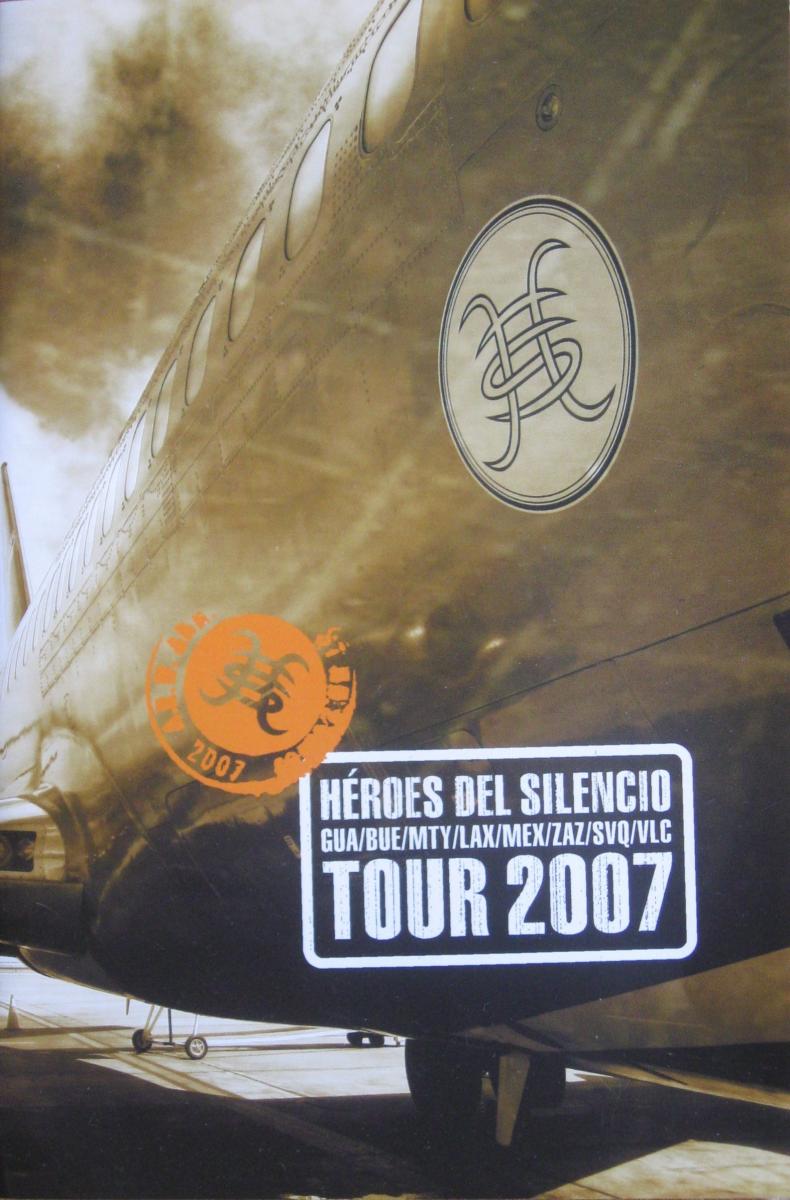 2007
HÉROES DEL SILENCIO
GUA/BUE/MTY/LAX/MEX/ZAZ/SVQ/VLC
TOUR 2007